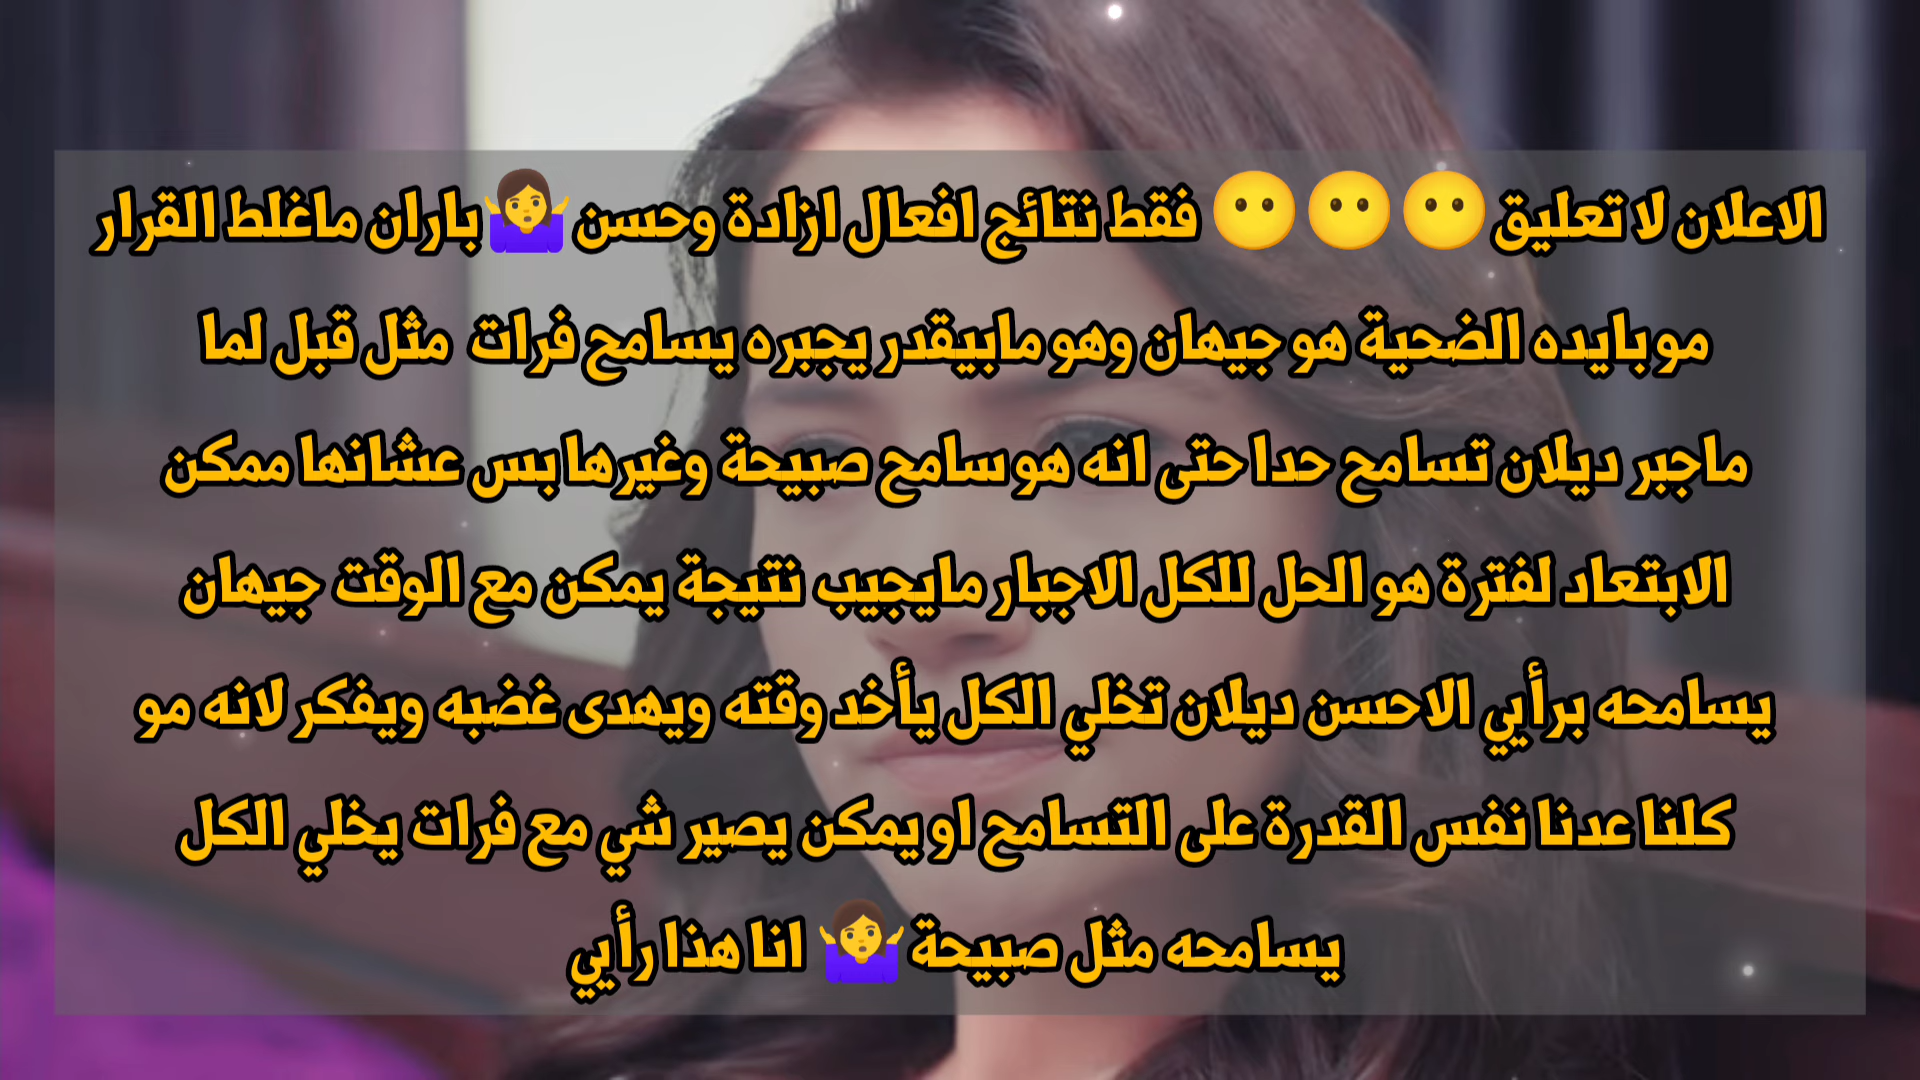 الاعلان لا تعليق 😶😶😶 فقط نتائج افعال ازادة وحسن 🤷‍♀️ باران ماغلط القرار
مو بايده الضحية هو جيهان وهو مابيقدر يجبره يسامح فرات مثل قبل لما
ماجبر ديلان تسامح حدا حتى انه هو سامح صبيحة وغيرها بس عشانها ممكن
الابتعاد لفترة هو الحل للكل الاجبار مايجيب نتيجة يمكن مع الوقت جيهان
يسامحه برأيي الاحسن ديلان تخلي الكل يأخد وقته ويهدى غضبه ويفكر لانه مو
كلنا عدنا نفس القدرة على التسامح او يمكن يصير شي مع فرات يخلي الكل
يسامحه مثل صبيحة 🤷‍♀️ انا هذا رأيي